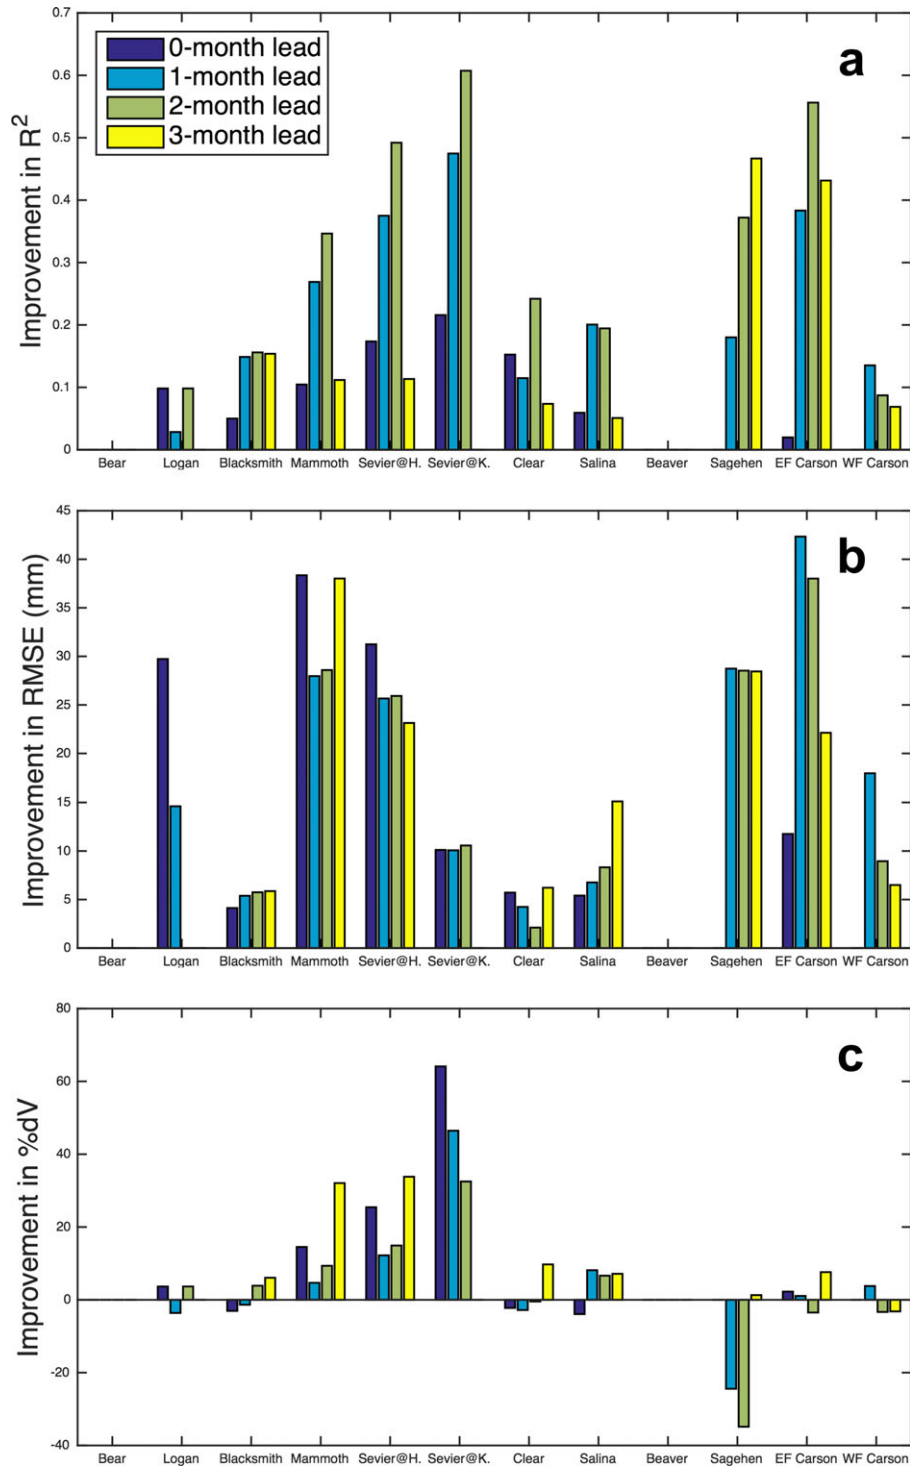 0.7
0.6
0.5
0.4
0.3
0.2
0.1
0
Improvement in R²
0-month lead
1-month lead
2-month lead
3-month lead
a
Bear Logan Blacksmith Mammoth Sevier@H. Sevier@K. Clear Salina Beaver Sagehen EF Carson WF Carson
45
40
35
30
25
20
15
10
5
0
Improvement in RMSE (mm)
b
Bear Logan Blacksmith Mammoth Sevier@H. Sevier@K. Clear Salina Beaver Sagehen EF Carson WF Carson
80
60
40
20
0
-20
-40
Improvement in %dV
c
Bear Logan Blacksmith Mammoth Sevier@H. Sevier@K. Clear Salina Beaver Sagehen EF Carson WF Carson